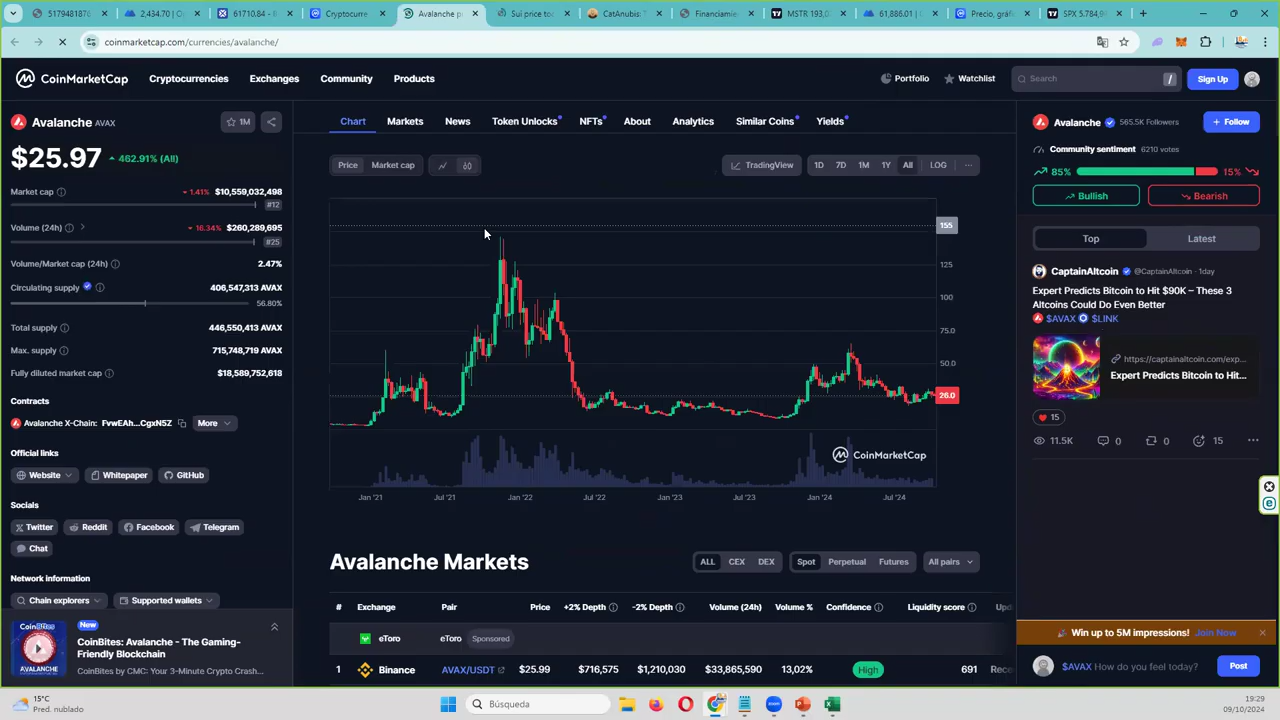 5179481876
2,434.70 | Op
61710.84 - F
Cryptocurre
Avalanche p
Sui price tod
CatAnubis: T
Financiamie
MSTR 193,0
61,886.01 |
Precio, gráfic
SPX 5.784,9
coinmarketcap.com/currencies/avalanche/
CoinMarketCap
Cryptocurrencies
Exchanges
Community
Products
Portfolio
Watchlist
Search
/
Sign Up
Avalanche AVAX
1M
$25.97
462.91% (All)
Market cap
1.41% $10,559,032,498
#12
Volume (24h)
16.34% $260,289,695
#25
Volume/Market cap (24h)
2.47%
Circulating supply
406,547,313 AVAX
56.80%
Total supply
446,550,413 AVAX
Max. supply
715,748,719 AVAX
Fully diluted market cap
$18,589,752,618
Contracts
Avalanche X-Chain: FvwEAh...CgxN5Z
More
Official links
Website
Whitepaper
GitHub
Socials
Twitter
Reddit
Facebook
Telegram
Chat
Network information
Chain explorers
Supported wallets
New
CoinBites: Avalanche - The Gaming-
Friendly Blockchain
CoinBites by CMC: Your 3-Minute Crypto Crash...
AVALANCHE
Chart
Markets
News
Token Unlocks
NFTs
About
Analytics
Similar Coins
Yields
Price
Market cap
TradingView
1D
7D
1M
1Y
All
LOG
155
125
100
75.0
50.0
26.0
CoinMarketCap
Jan '21
Jul '21
Jan '22
Jul '22
Jan '23
Jul '23
Jan '24
Jul '24
Avalanche Markets
ALL
CEX
DEX
Spot
Perpetual
Futures
All pairs
# Exchange Pair Price +2% Depth -2% Depth Volume (24h) Volume % Confidence Liquidity score Upd
eToro eToro Sponsored
1 Binance AVAX/USDT $25.99 $716,575 $1,210,030 $33,865,590 13,02% High 691 Rece
Avalanche
565.5K Followers
+ Follow
Community sentiment 6210 votes
85%
15%
Bullish
Bearish
Top
Latest
CaptainAltcoin @CaptainAltcoin · 1day
Expert Predicts Bitcoin to Hit $90K – These 3
Altcoins Could Do Even Better
$AVAX $LINK
https://captainaltcoin.com/exp...
Expert Predicts Bitcoin to Hit...
15
11.5K
0
0
15
Win up to 5M impressions! Join Now
$AVAX How do you feel today?
Post
15°C
Pred. nublado
Búsqueda
19:29
09/10/2024